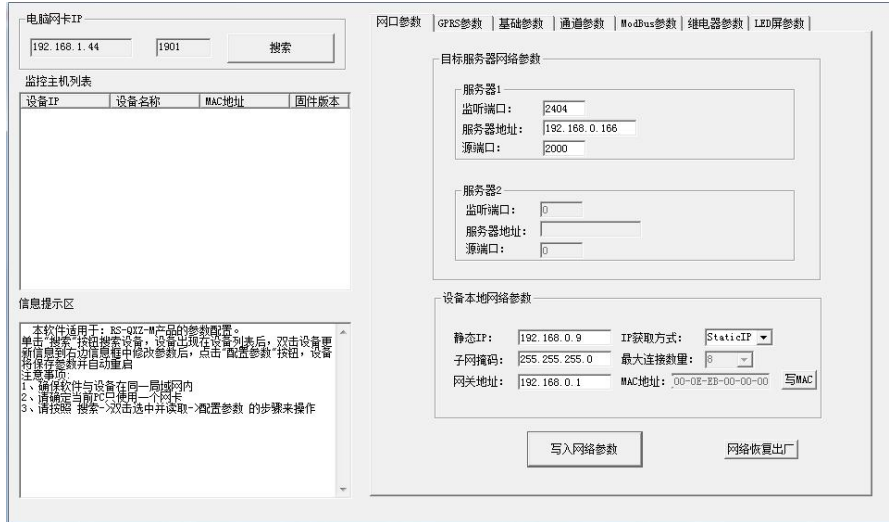 电脑网卡IP
192.168.1.44 1901 搜索
监控主机列表
设备IP 设备名称 MAC地址 固件版本
信息提示区
本软件适用于：RS-QXZ-M产品的参数配置。
单击"搜索"按钮搜索设备，设备出现在设备列表后，双击设备更
新信息到右边信息框中修改参数后，点击"配置参数"按钮，设备
将保存参数并自动重启
注意事项：
1、确保软件与设备在同一局域网内
2、请确定当前PC只使用一个网卡
3、请按照 搜索->双击选中并读取->配置参数 的步骤来操作
网口参数 GPRS参数 基础参数 通道参数 ModBus参数 继电器参数 LED屏参数
目标服务器网络参数
服务器1
监听端口： 2404
服务器地址： 192.168.0.166
源端口： 2000
服务器2
监听端口： 0
服务器地址：
源端口： 0
设备本地网络参数
静态IP： 192.168.0.9 IP获取方式： StaticIP
子网掩码： 255.255.255.0 最大连接数量： 8
网关地址： 192.168.0.1 MAC地址： 00-0E-EB-00-00-00 写MAC
写入网络参数 网络恢复出厂